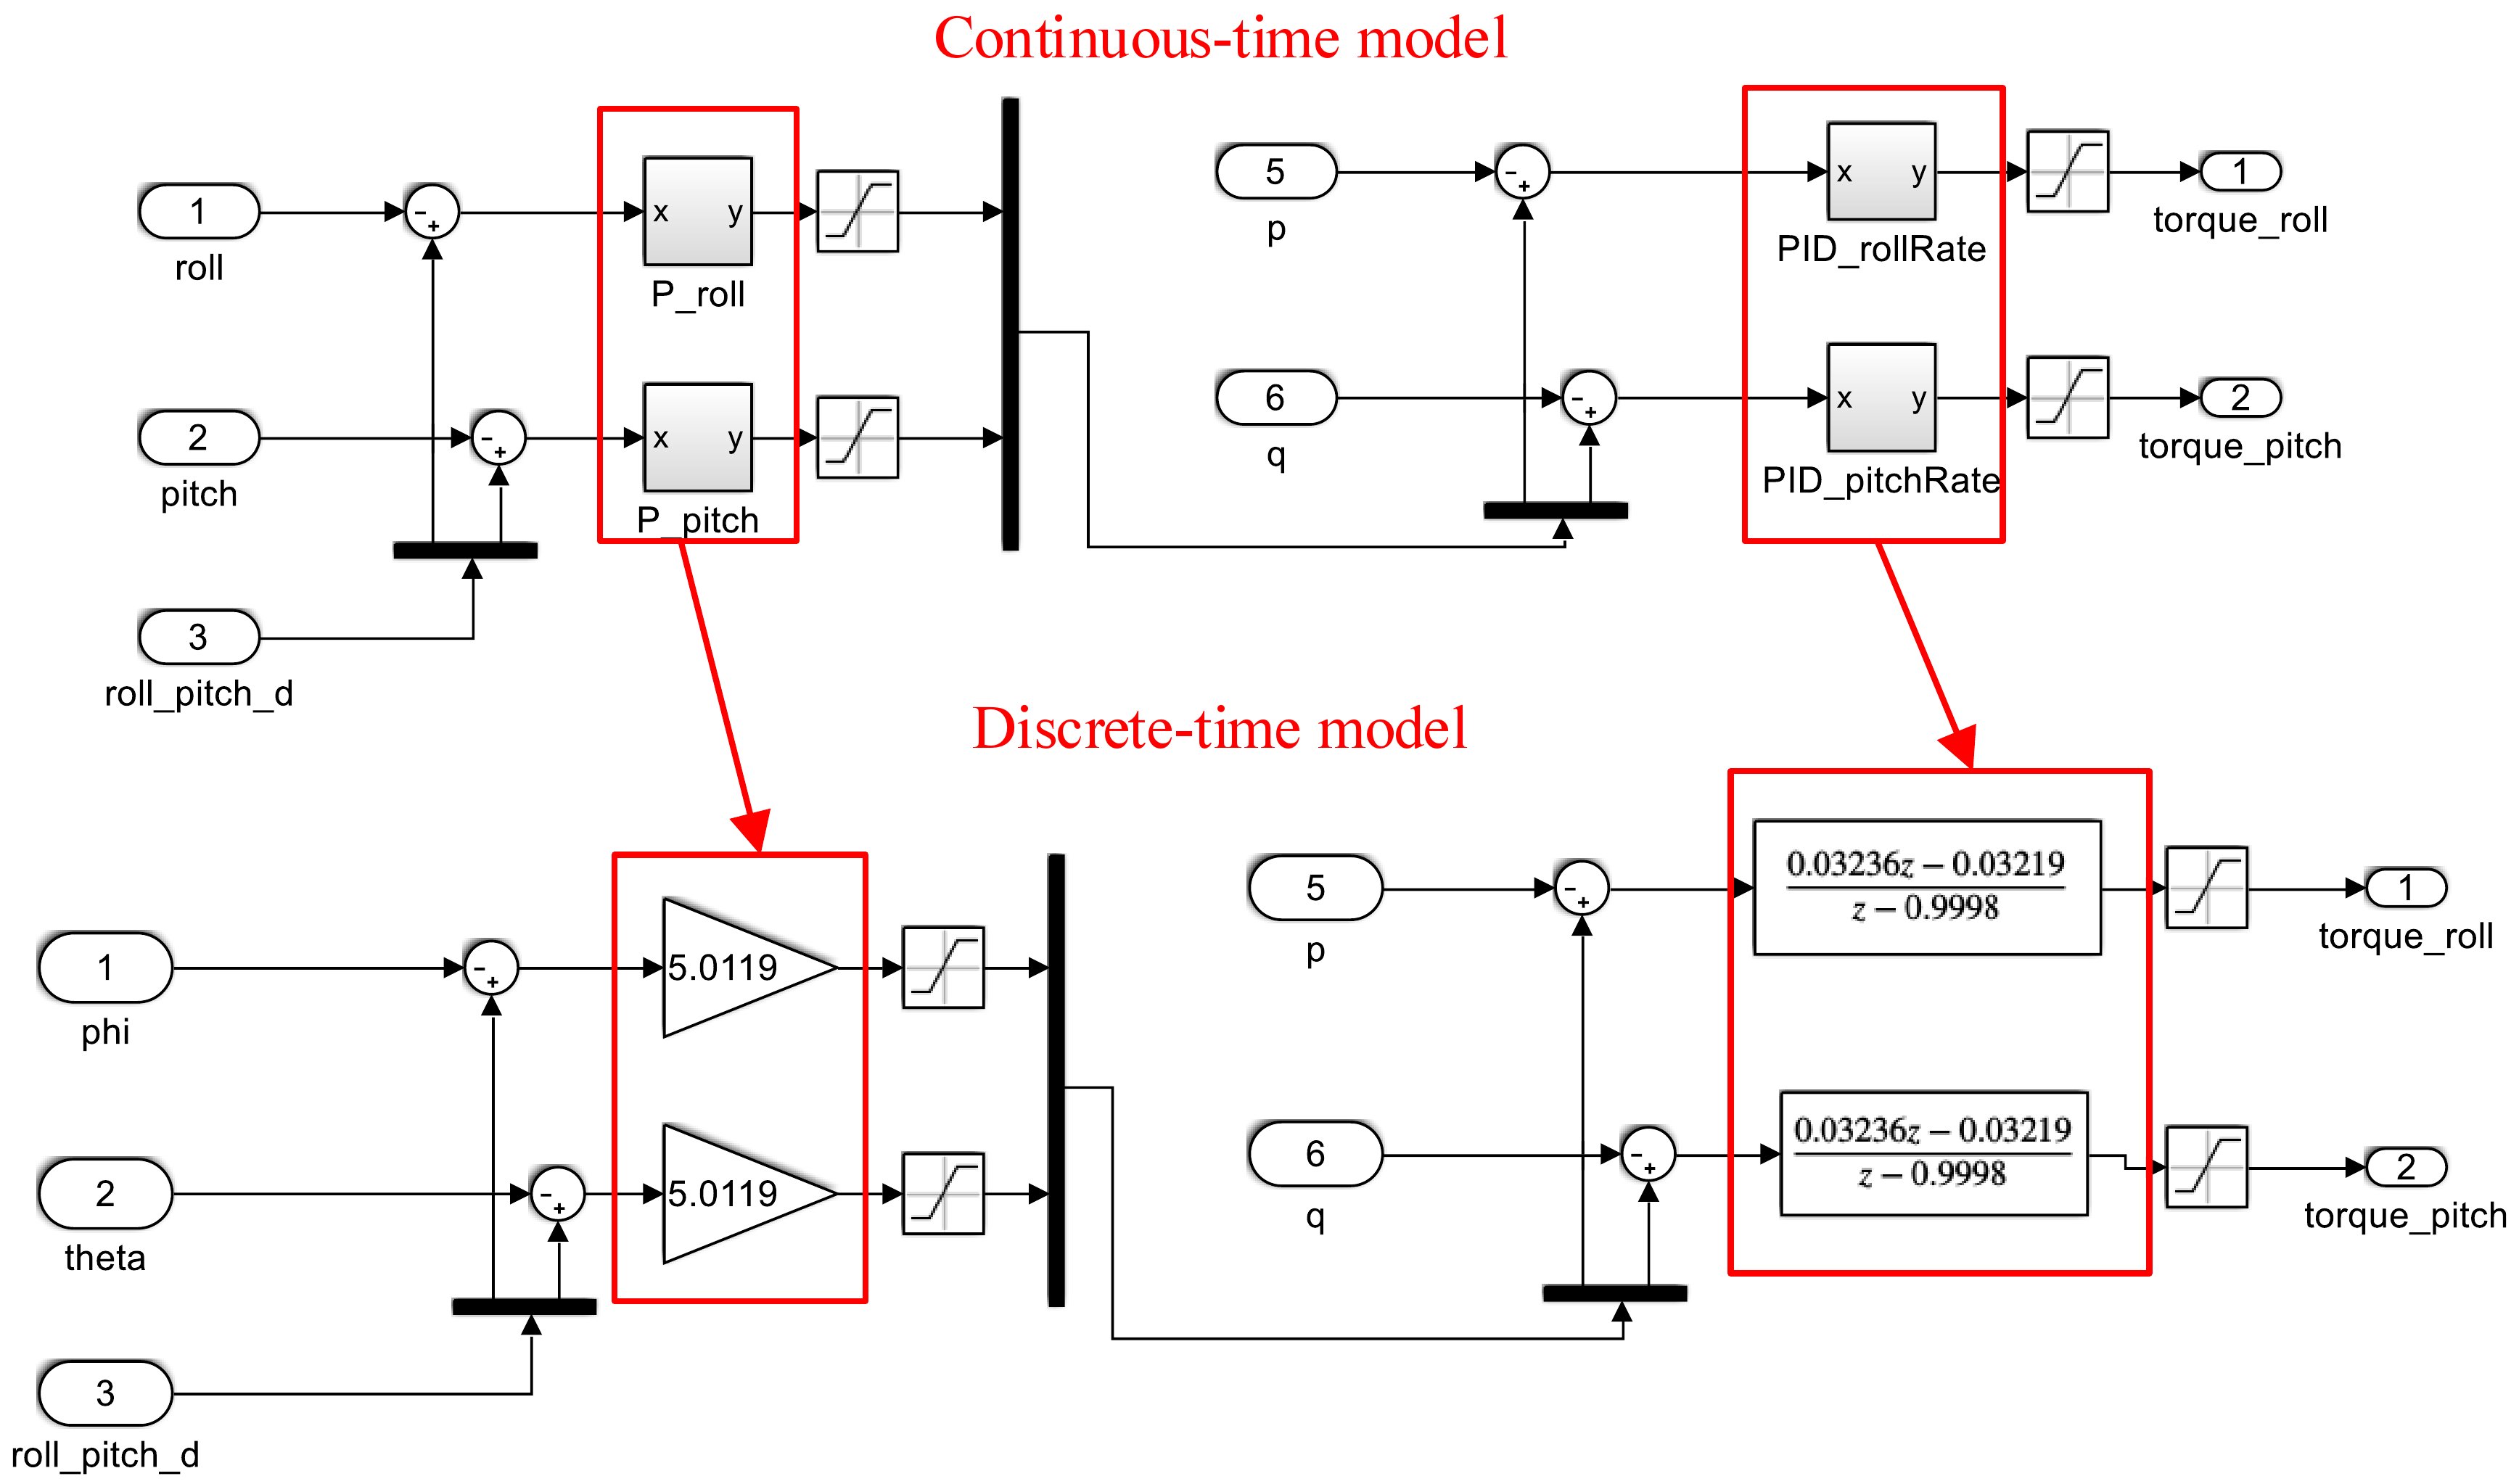 Continuous-time model
1
roll
-
+
x y
P_roll
2
pitch
-
+
x y
P_pitch
3
roll_pitch_d
5
p
-
+
x y
PID_rollRate
1
torque_roll
6
q
-
+
x y
PID_pitchRate
2
torque_pitch
Discrete-time model
1
phi
-
+
5.0119
2
theta
-
+
5.0119
3
roll_pitch_d
5
p
-
+
0.03236z − 0.03219
z − 0.9998
1
torque_roll
6
q
-
+
0.03236z − 0.03219
z − 0.9998
2
torque_pitch